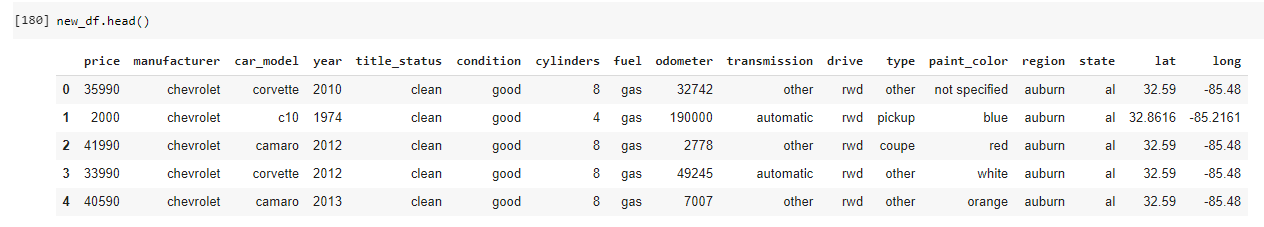 [180] new_df.head()
price manufacturer car_model year title_status condition cylinders fuel odometer transmission drive type paint_color region state lat long
0 35990 chevrolet corvette 2010 clean good 8 gas 32742 other rwd other not specified auburn al 32.59 -85.48
1 2000 chevrolet c10 1974 clean good 4 gas 190000 automatic rwd pickup blue auburn al 32.8616 -85.2161
2 41990 chevrolet camaro 2012 clean good 8 gas 2778 other rwd coupe red auburn al 32.59 -85.48
3 33990 chevrolet corvette 2012 clean good 8 gas 49245 automatic rwd other white auburn al 32.59 -85.48
4 40590 chevrolet camaro 2013 clean good 8 gas 7007 other rwd other orange auburn al 32.59 -85.48